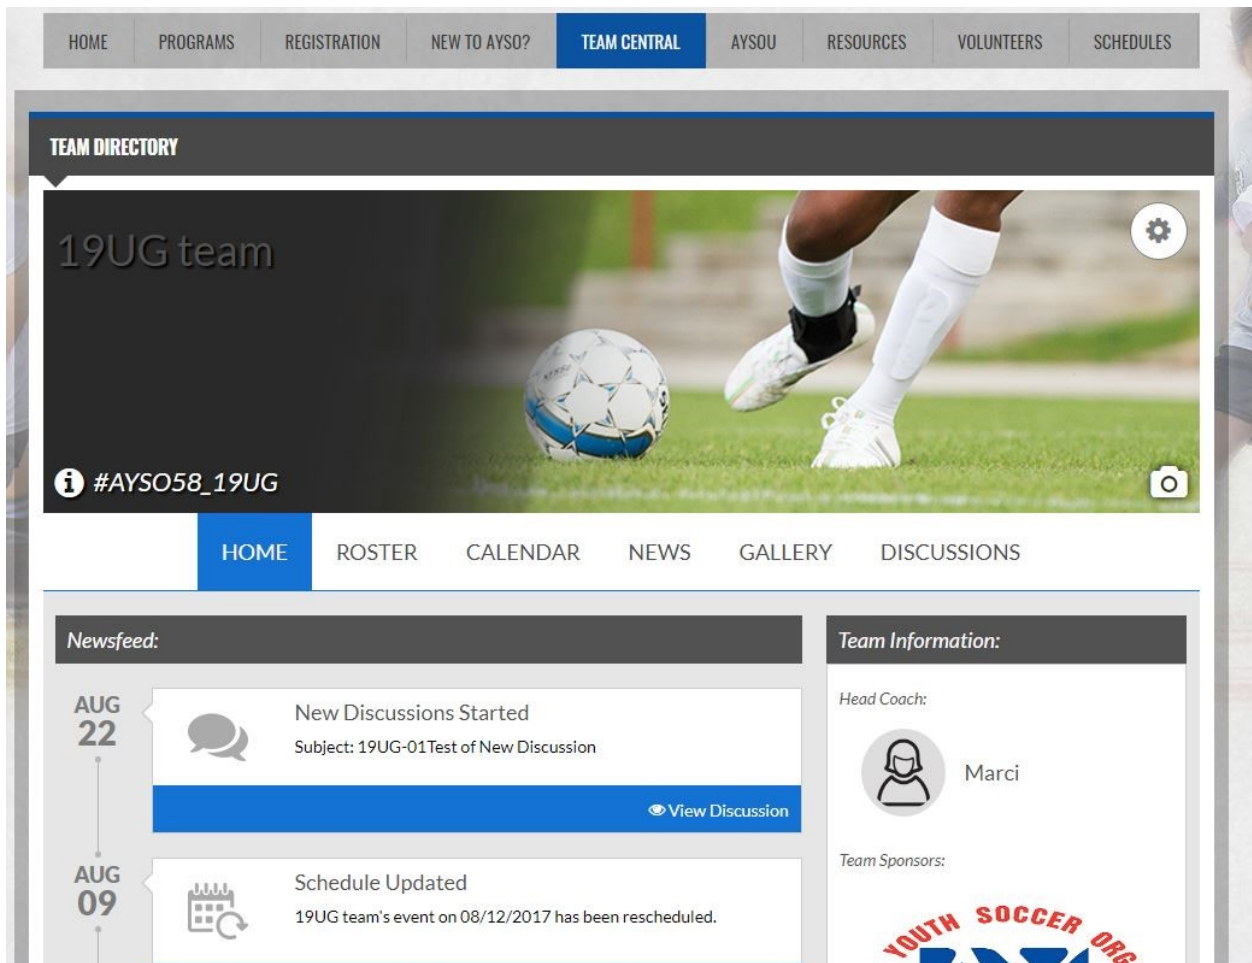 HOME PROGRAMS REGISTRATION NEW TO AYSO? TEAM CENTRAL AYSOU RESOURCES VOLUNTEERS SCHEDULES
TEAM DIRECTORY
19UG team
#AYSO58_19UG
HOME ROSTER CALENDAR NEWS GALLERY DISCUSSIONS
Newsfeed:
AUG
22
New Discussions Started
Subject: 19UG-01Test of New Discussion
View Discussion
AUG
09
Schedule Updated
19UG team's event on 08/12/2017 has been rescheduled.
Team Information:
Head Coach:
Marci
Team Sponsors:
YOUTH SOCCER ORG